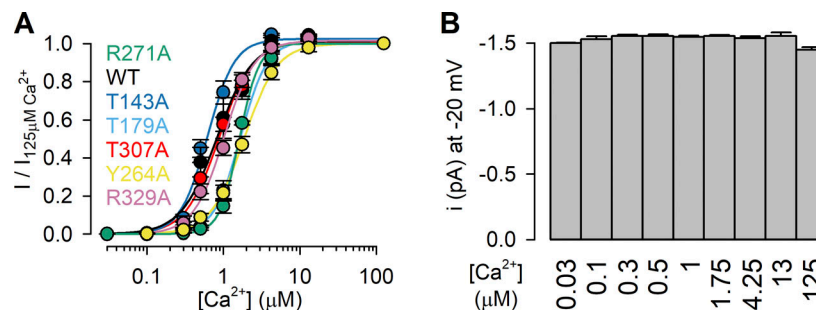 A
I / I125μM Ca2+
1.0
0.8
0.6
0.4
0.2
0.0
R271A
WT
T143A
T179A
T307A
Y264A
R329A
0.1
1
10
100
[Ca2+] (μM)
B
i (pA) at -20 mV
-1.5
-1.0
-0.5
0.0
[Ca2+]
(μM)
0.03
0.1
0.3
0.5
1
1.75
4.25
13
125